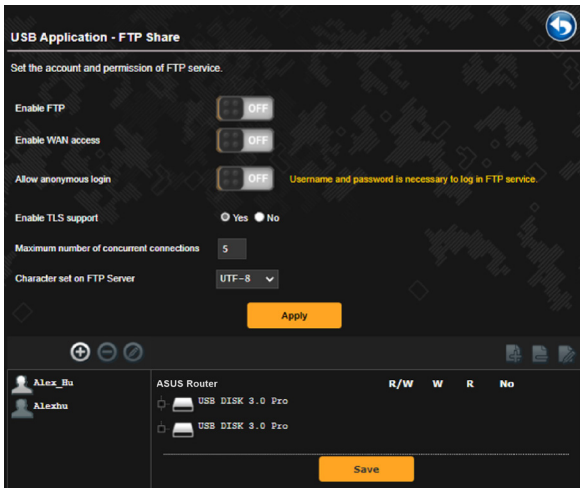 USB Application - FTP Share
Set the account and permission of FTP service.
Enable FTP OFF
Enable WAN access OFF
Allow anonymous login OFF Username and password is necessary to log in FTP service.
Enable TLS support Yes No
Maximum number of concurrent connections 5
Character set on FTP Server UTF-8
Apply
Alex_Hu
Alexhu
ASUS Router R/W W R No
USB DISK 3.0 Pro
USB DISK 3.0 Pro
Save